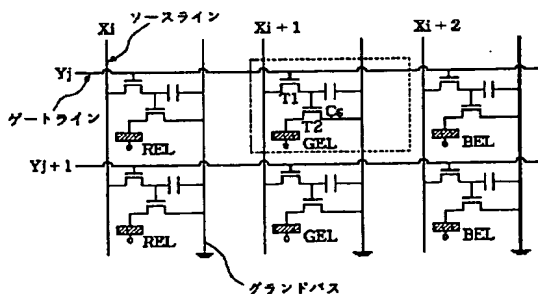 Xi ソースライン Xi+1 Xi+2
Yj
ゲートライン
T1 Cs
T2
REL GEL BEL
Yj+1
REL GEL BEL
グランドバス